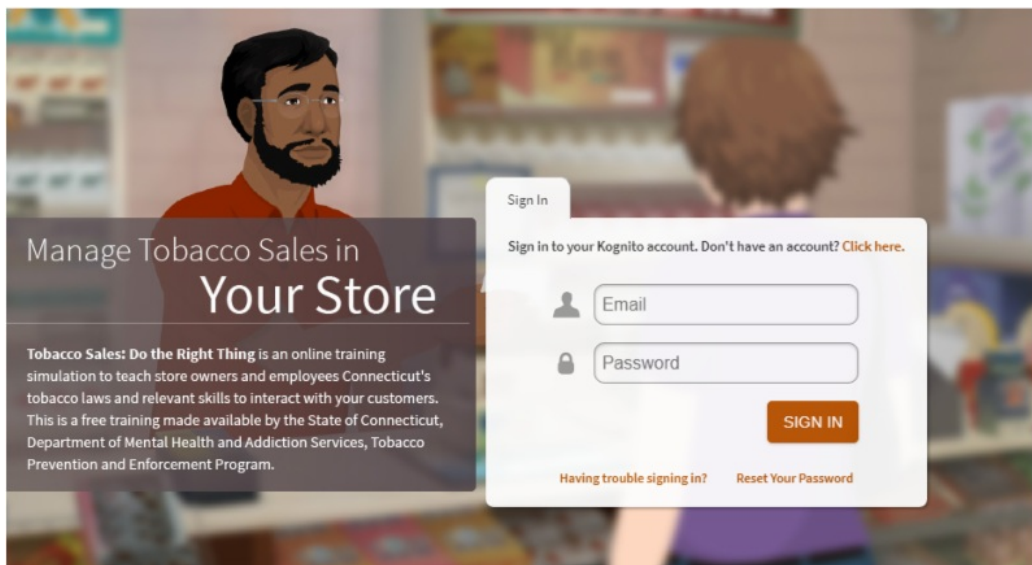 Manage Tobacco Sales in
Your Store
Tobacco Sales: Do the Right Thing is an online training
simulation to teach store owners and employees Connecticut's
tobacco laws and relevant skills to interact with your customers.
This is a free training made available by the State of Connecticut,
Department of Mental Health and Addiction Services, Tobacco
Prevention and Enforcement Program.
Sign In
Sign in to your Kognito account. Don't have an account? Click here.
Email
Password
SIGN IN
Having trouble signing in? Reset Your Password